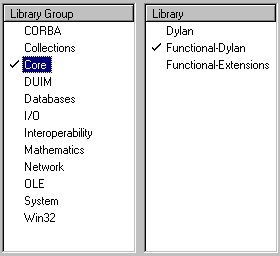 Library Group
CORBA
Collections
Core
DUIM
Databases
I/O
Interoperability
Mathematics
Network
OLE
System
Win32
Library
Dylan
Functional-Dylan
Functional-Extensions